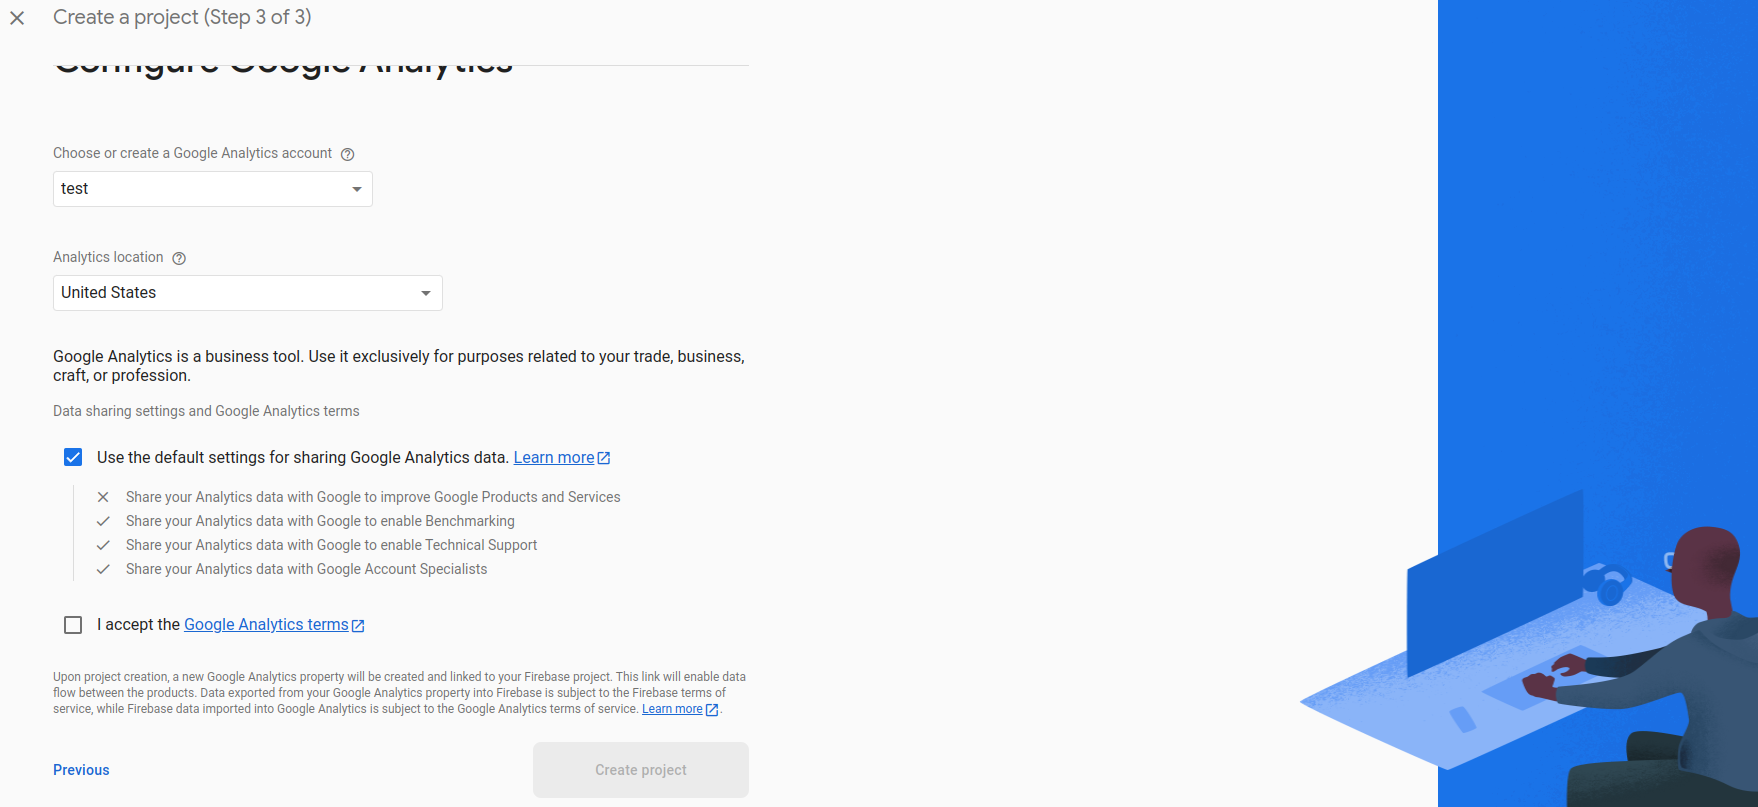 Create a project (Step 3 of 3)
Configure Google Analytics
Choose or create a Google Analytics account
test
Analytics location
United States
Google Analytics is a business tool. Use it exclusively for purposes related to your trade, business,
craft, or profession.
Data sharing settings and Google Analytics terms
Use the default settings for sharing Google Analytics data. Learn more
Share your Analytics data with Google to improve Google Products and Services
Share your Analytics data with Google to enable Benchmarking
Share your Analytics data with Google to enable Technical Support
Share your Analytics data with Google Account Specialists
I accept the Google Analytics terms
Upon project creation, a new Google Analytics property will be created and linked to your Firebase project. This link will enable data
flow between the products. Data exported from your Google Analytics property into Firebase is subject to the Firebase terms of
service, while Firebase data imported into Google Analytics is subject to the Google Analytics terms of service. Learn more.
Previous
Create project